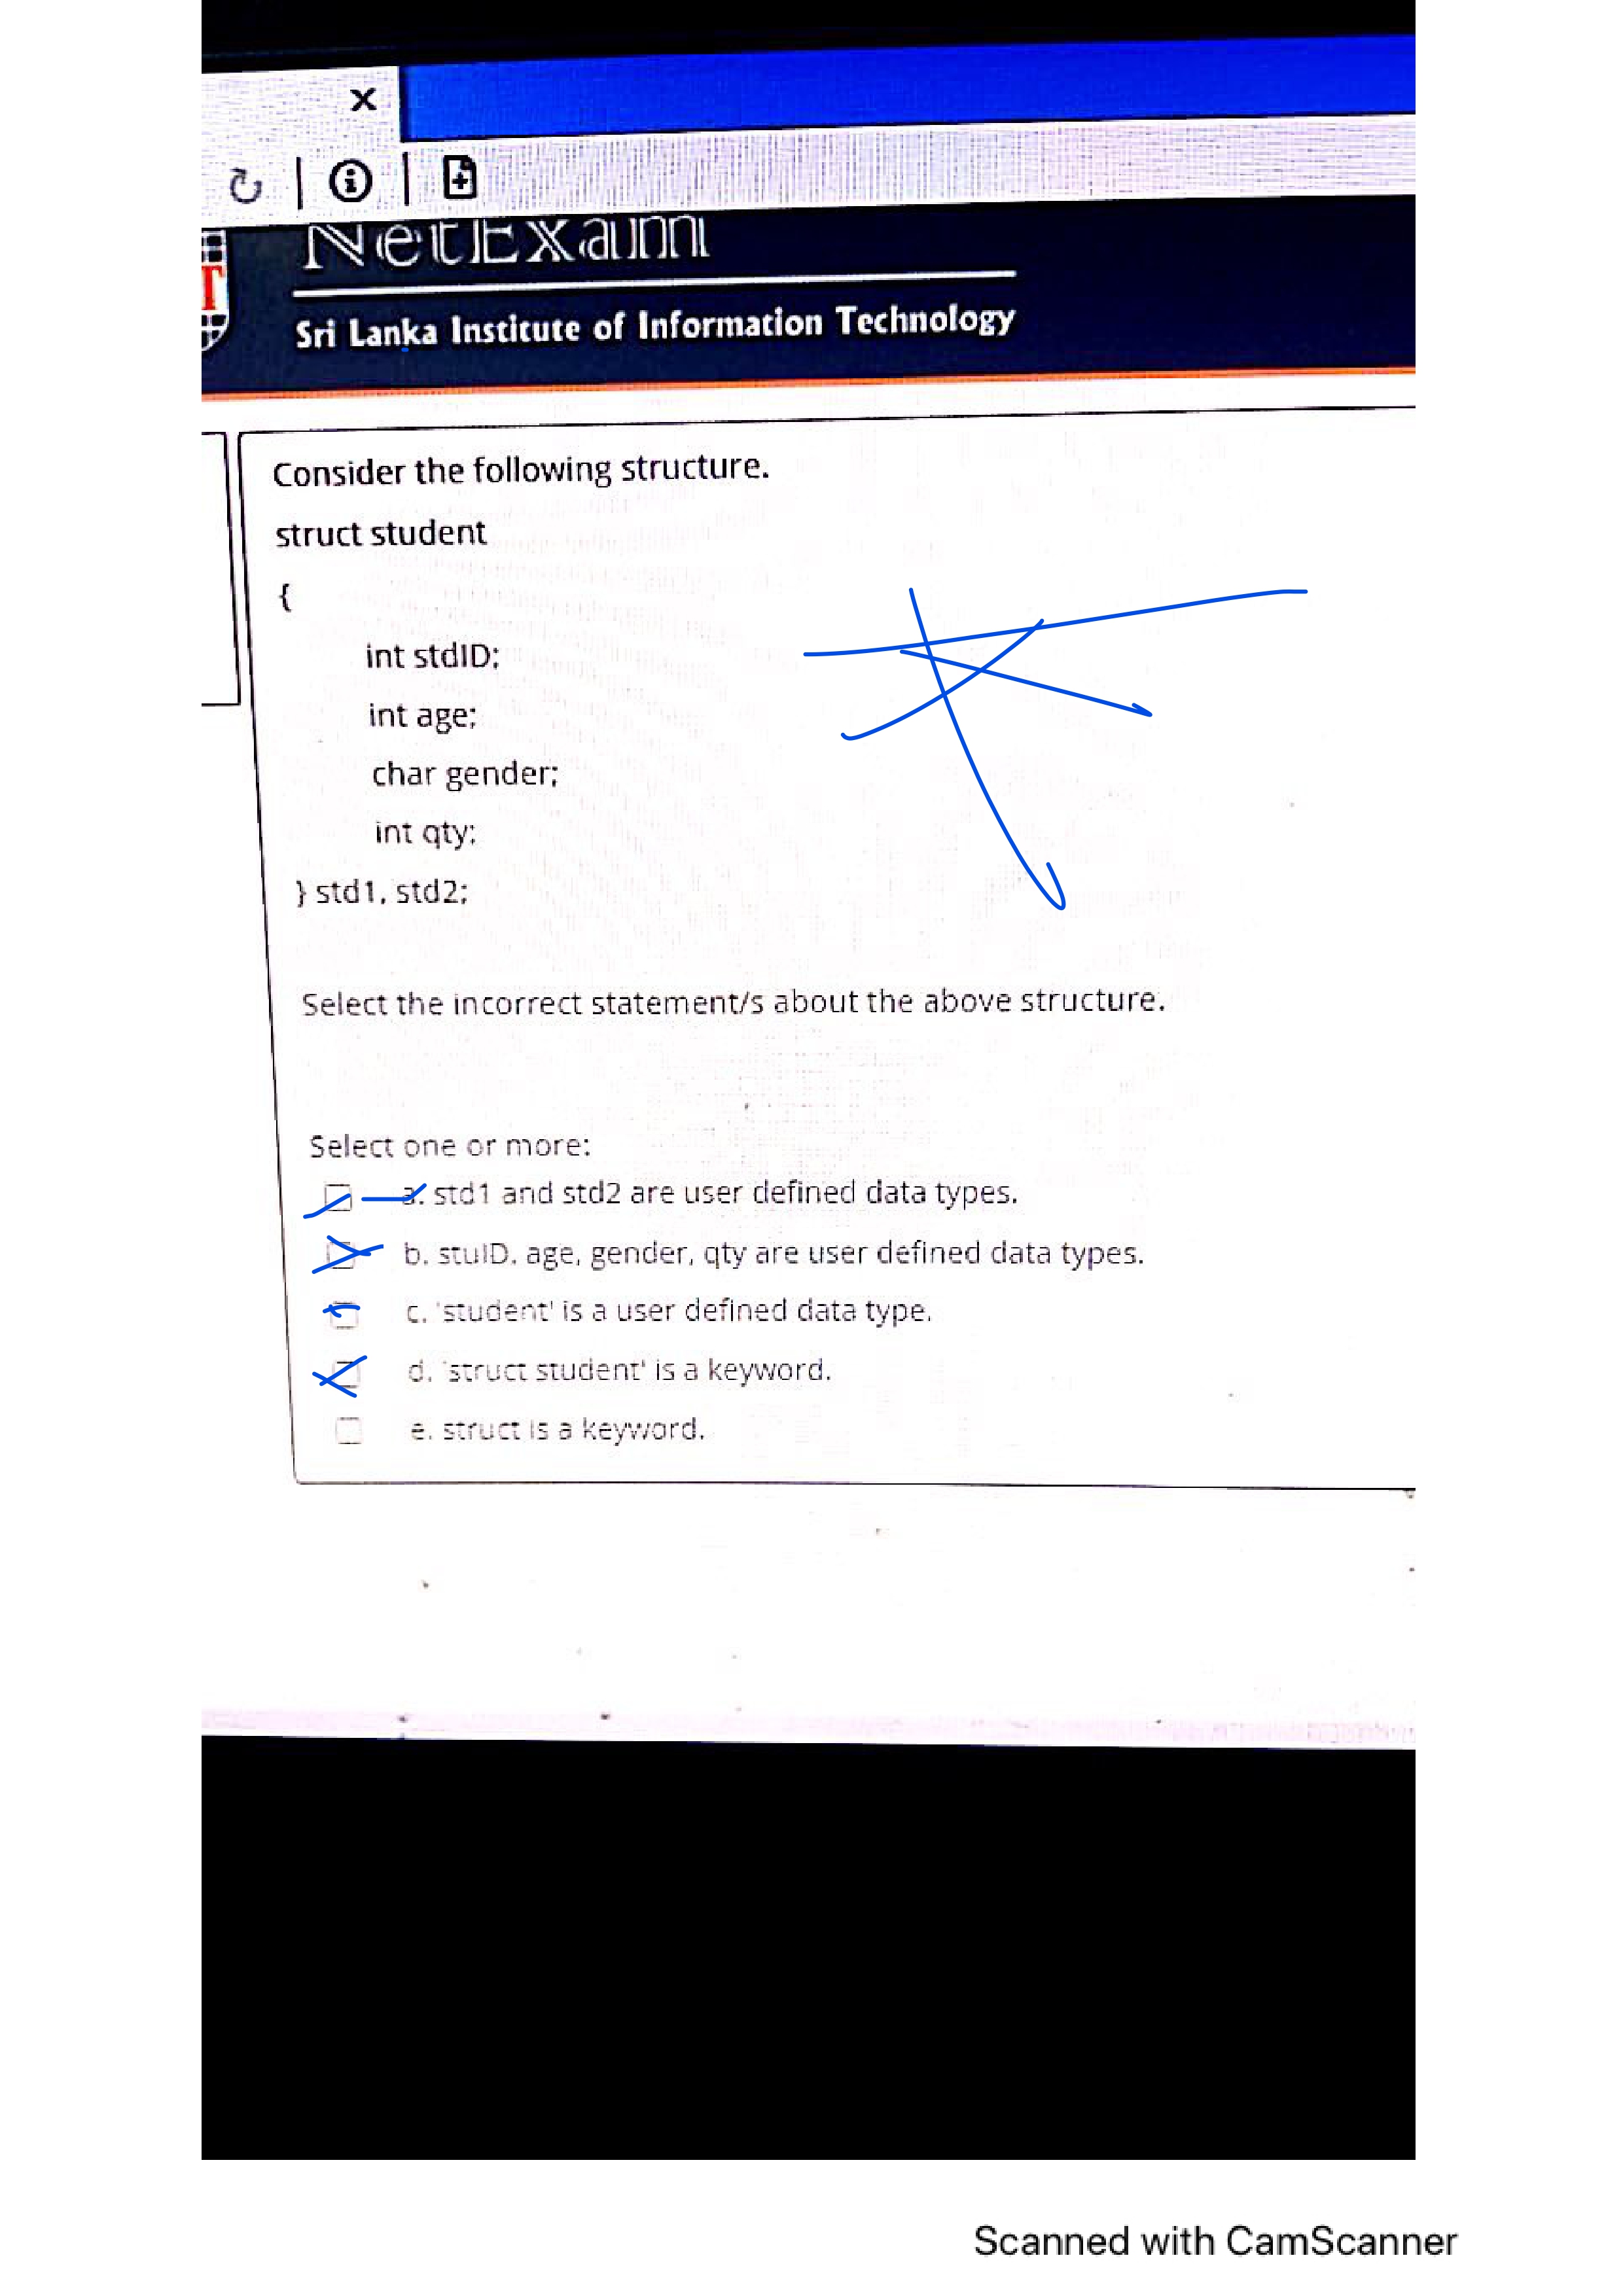 NetExam
Sri Lanka Institute of Information Technology
Consider the following structure.
struct student
{
int stdID;
int age;
char gender;
int qty;
} std1, std2;
Select the incorrect statement/s about the above structure.
Select one or more:
a. std1 and std2 are user defined data types.
b. stuID, age, gender, qty are user defined data types.
c. 'student' is a user defined data type.
d. 'struct student' is a keyword.
e. struct is a keyword.
Scanned with CamScanner